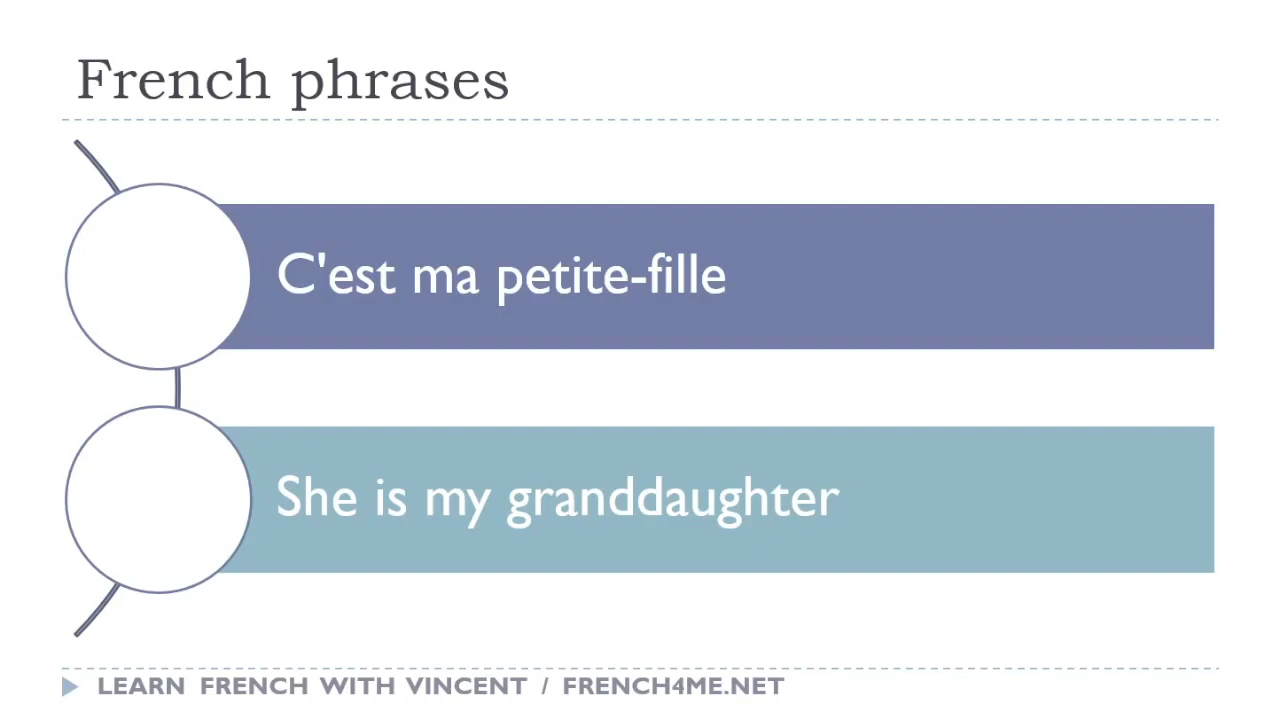 French phrases
C'est ma petite-fille
She is my granddaughter
LEARN FRENCH WITH VINCENT / FRENCH4ME.NET